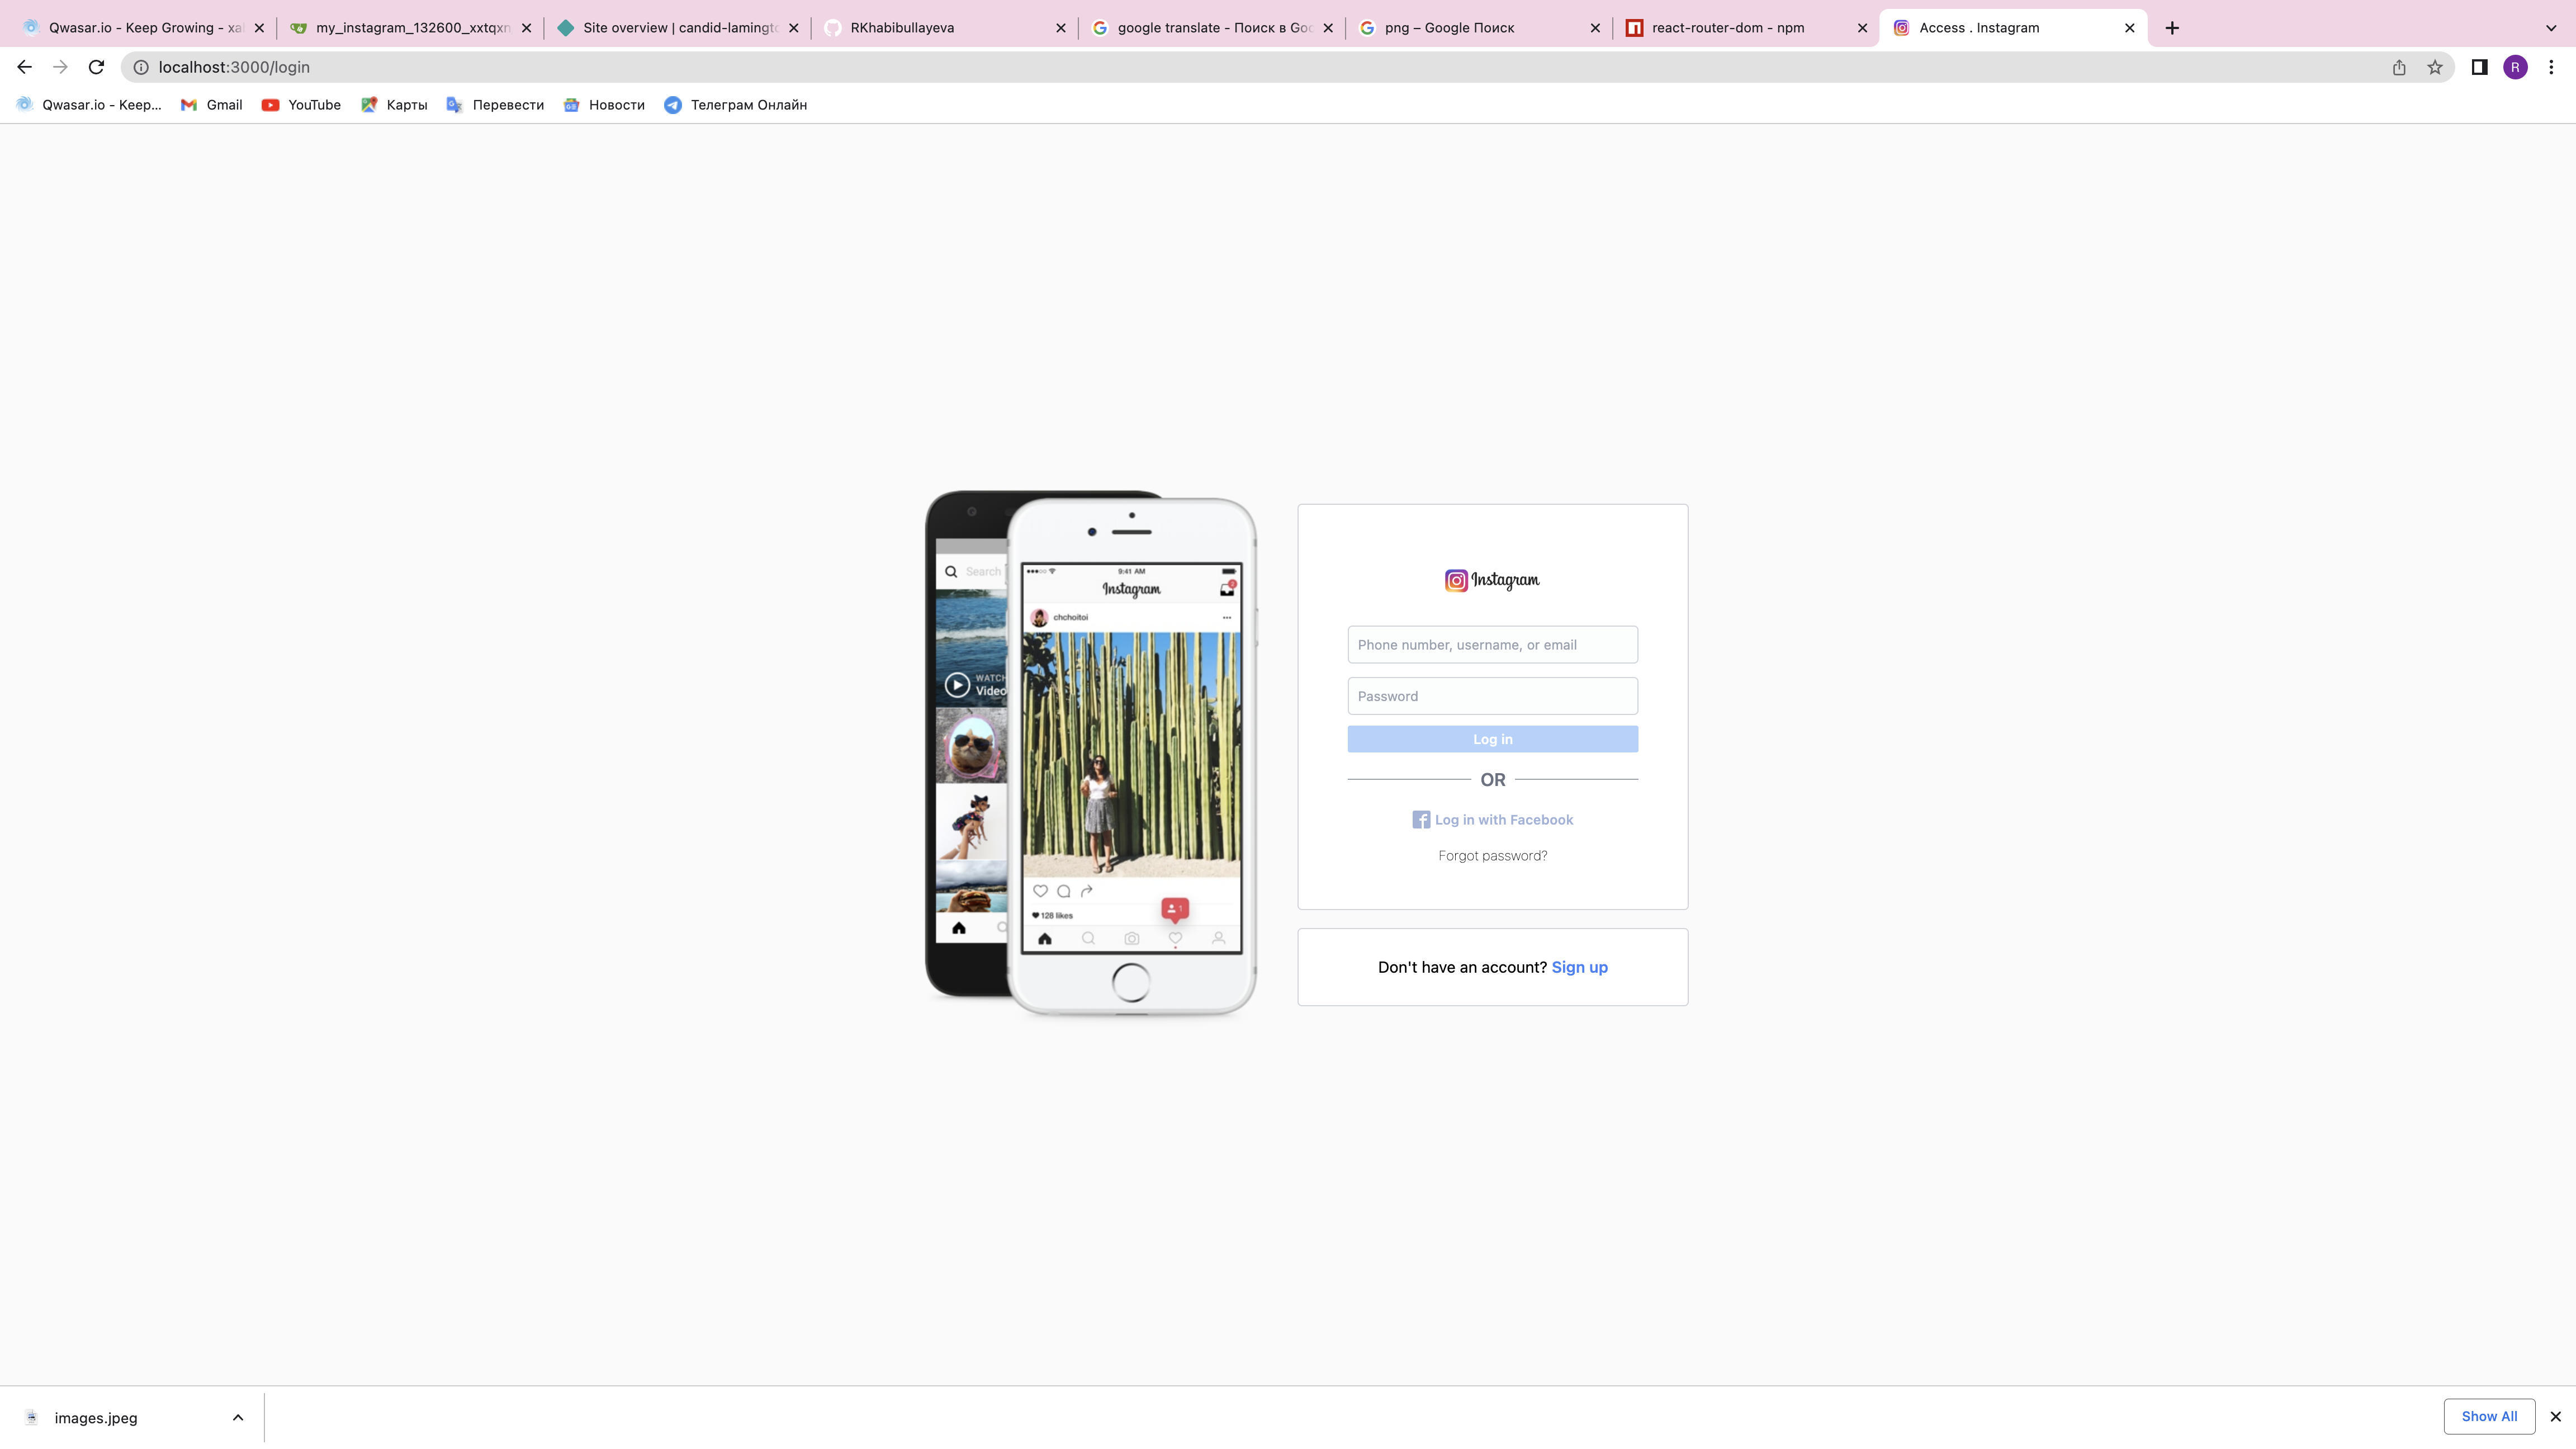 Qwasar.io - Keep Growing - xal
my_instagram_132600_xxtqxn
Site overview | candid-lamingto
RKhabibullayeva
google translate - Поиск в Goo
png – Google Поиск
react-router-dom - npm
Access . Instagram
localhost:3000/login
R
Qwasar.io - Keep...
Gmail
YouTube
Карты
Перевести
Новости
Телеграм Онлайн
Search
WATCH
Video
9:41 AM
Instagram
chchoitoi
128 likes
1
Instagram
Phone number, username, or email
Password
Log in
OR
Log in with Facebook
Forgot password?
Don't have an account? Sign up
images.jpeg
Show All